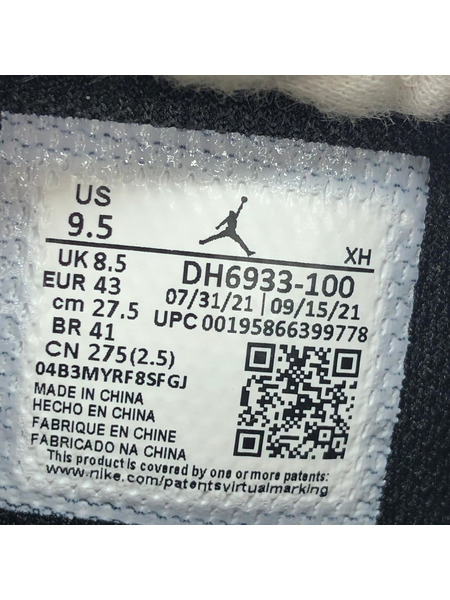 US
9.5
XH
UK 8.5
DH6933-100
EUR 43
07/31/21 | 09/15/21
cm 27.5
UPC 00195866399778
BR 41
CN 275(2.5)
04B3MYRF8SFGJ
MADE IN CHINA
HECHO EN CHINA
FABRIQUE EN CHINE
FABRICADO NA CHINA
This product is covered by one or more patents:
www.nike.com/patentsvirtualmarking